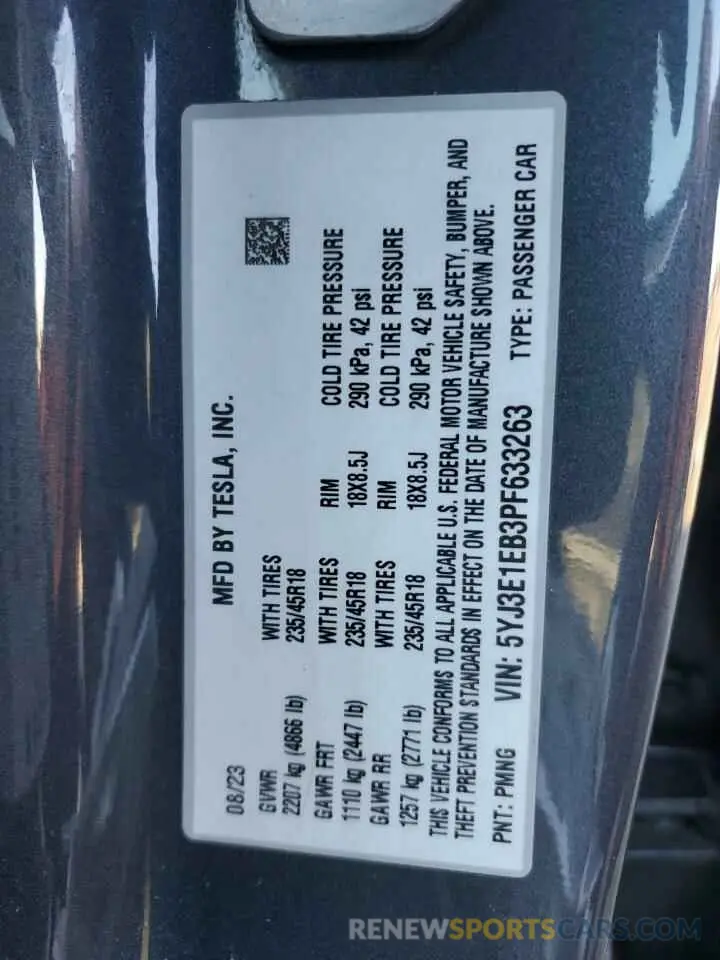 MFD BY TESLA, INC.
08/23
GVWR WITH TIRES
2207 kg (4866 lb) 235/45R18
GAWR FRT WITH TIRES RIM COLD TIRE PRESSURE
1110 kg (2447 lb) 235/45R18 18X8.5J 290 kPa, 42 psi
GAWR RR WITH TIRES RIM COLD TIRE PRESSURE
1257 kg (2771 lb) 235/45R18 18X8.5J 290 kPa, 42 psi
THIS VEHICLE CONFORMS TO ALL APPLICABLE U.S. FEDERAL MOTOR VEHICLE SAFETY, BUMPER, AND
THEFT PREVENTION STANDARDS IN EFFECT ON THE DATE OF MANUFACTURE SHOWN ABOVE.
PNT: PMNG VIN: 5YJ3E1EB3PF633263 TYPE: PASSENGER CAR
RENEWSPORTSCARS.COM